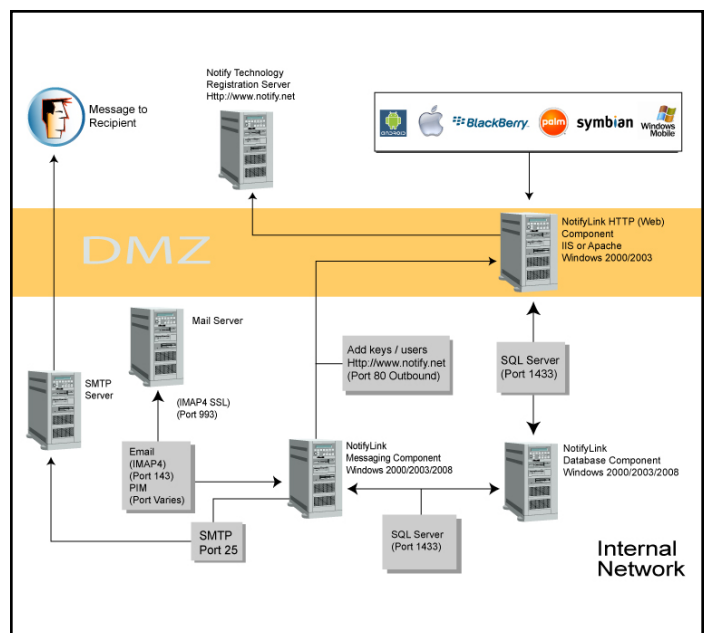 Notify Technology
Registration Server
Http://www.notify.net
Message to
Recipient
ANDROID
BlackBerry.
palm
symbian
Windows
Mobile
DMZ
NotifyLink HTTP (Web)
Component
IIS or Apache
Windows 2000/2003
Mail Server
Add keys / users
Http://www.notify.net
(Port 80 Outbound)
SQL Server
(Port 1433)
SMTP
Server
(IMAP4 SSL)
(Port 993)
Email
(IMAP4)
(Port 143)
PIM
(Port Varies)
NotifyLink
Messaging Component
Windows 2000/2003/2008
NotifyLink
Database Component
Windows 2000/2003/2008
SMTP
Port 25
SQL Server
(Port 1433)
Internal
Network